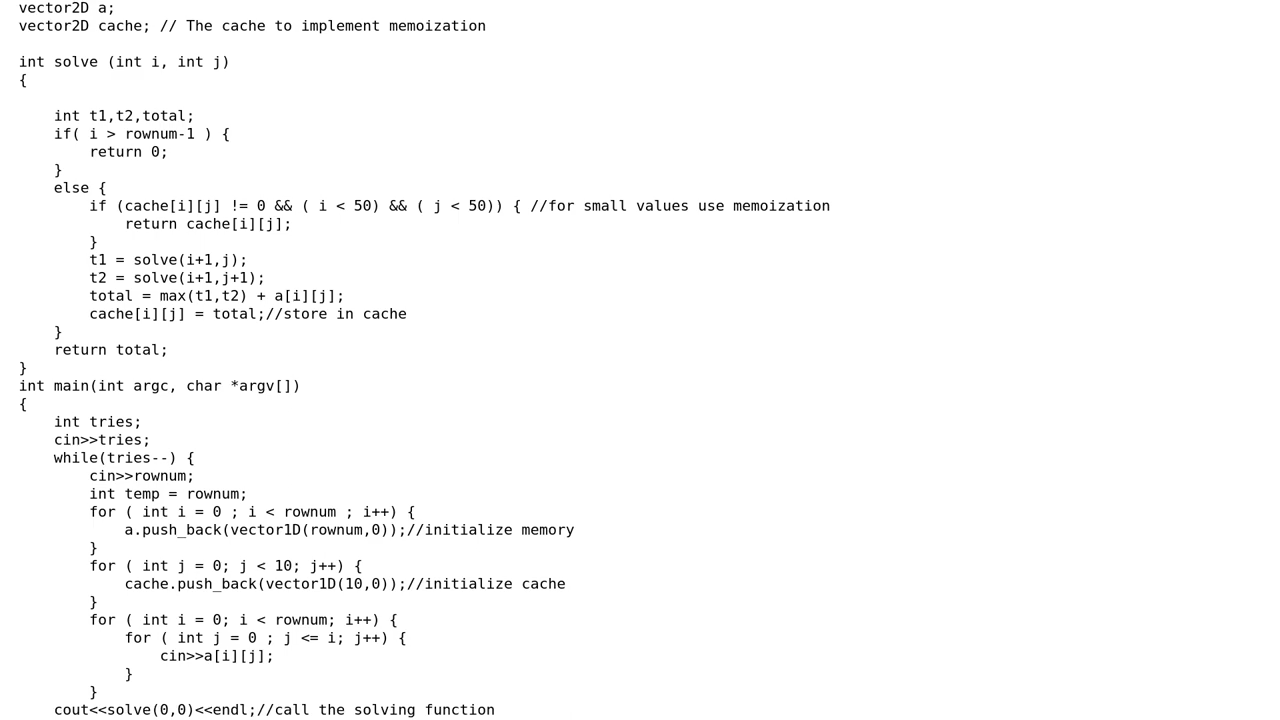 vector2D a;
vector2D cache; // The cache to implement memoization

int solve (int i, int j)
{

    int t1,t2,total;
    if( i > rownum-1 ) {
        return 0;
    }
    else {
        if (cache[i][j] != 0 && ( i < 50) && ( j < 50)) { //for small values use memoization
            return cache[i][j];
        }
        t1 = solve(i+1,j);
        t2 = solve(i+1,j+1);
        total = max(t1,t2) + a[i][j];
        cache[i][j] = total;//store in cache
    }
    return total;
}
int main(int argc, char *argv[])
{
    int tries;
    cin>>tries;
    while(tries--) {
        cin>>rownum;
        int temp = rownum;
        for ( int i = 0 ; i < rownum ; i++) {
            a.push_back(vector1D(rownum,0));//initialize memory
        }
        for ( int j = 0; j < 10; j++) {
            cache.push_back(vector1D(10,0));//initialize cache
        }
        for ( int i = 0; i < rownum; i++) {
            for ( int j = 0 ; j <= i; j++) {
                cin>>a[i][j];
            }
        }
    cout<<solve(0,0)<<endl;//call the solving function